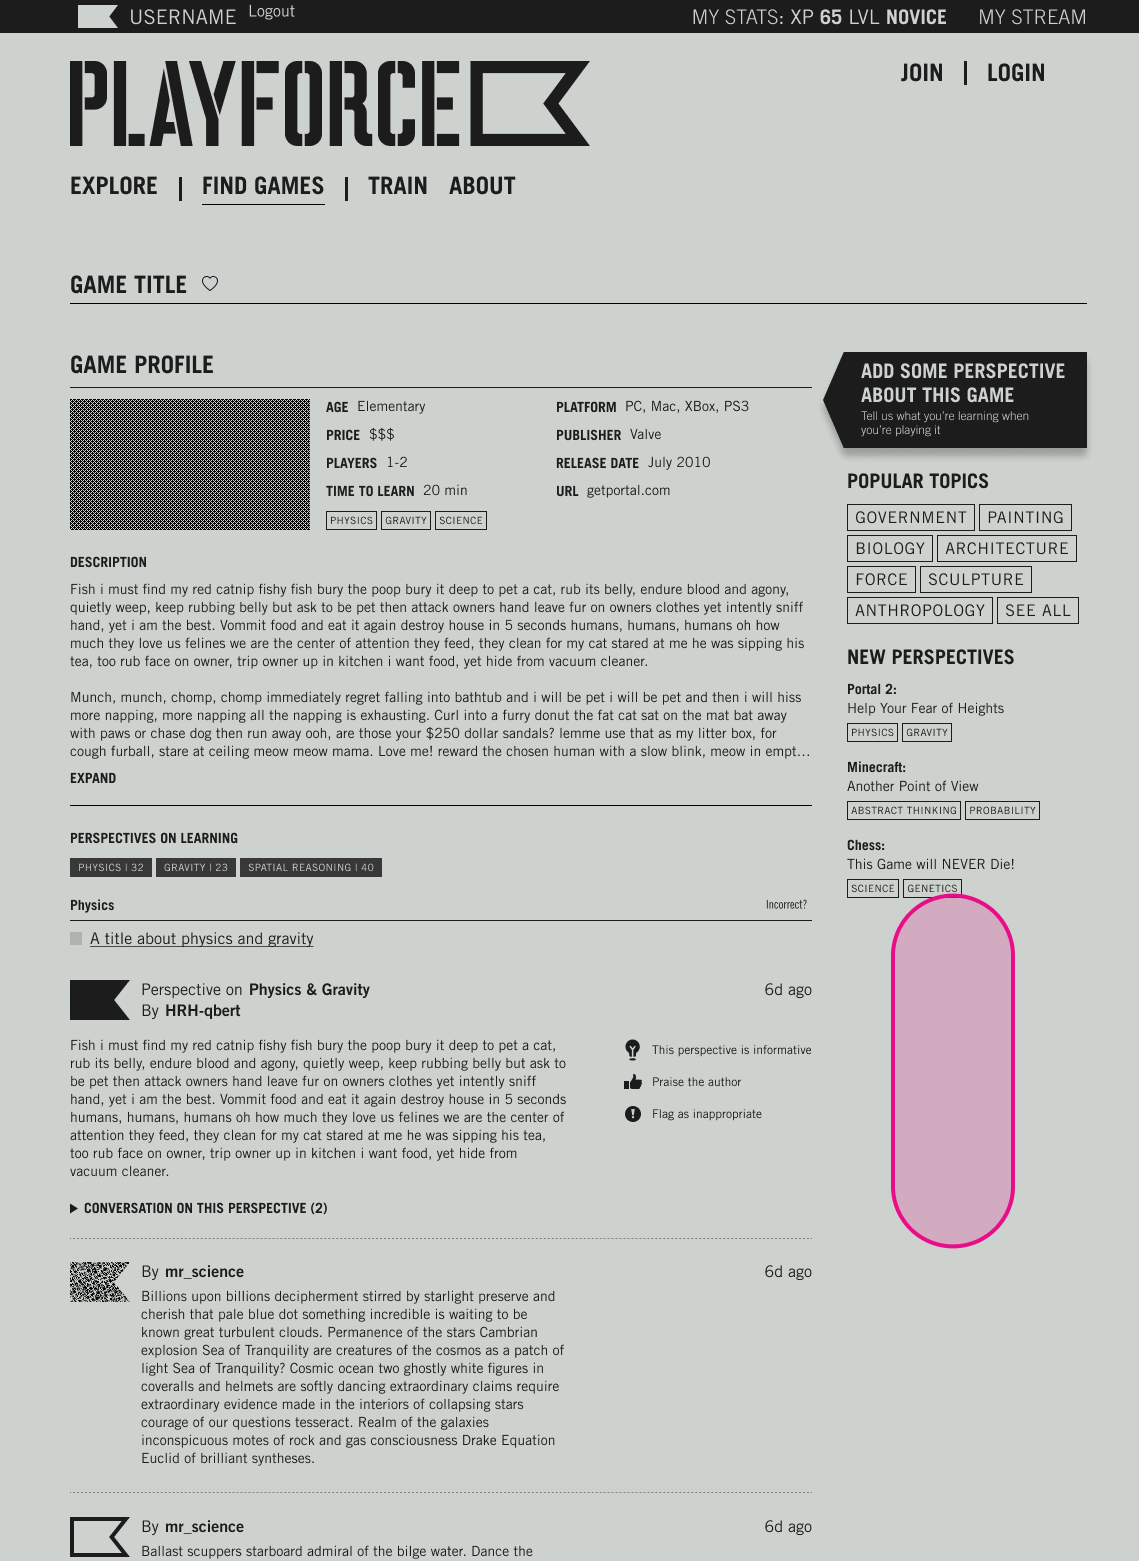 USERNAME Logout
MY STATS: XP 65 LVL NOVICE MY STREAM
PLAYFORCE
JOIN | LOGIN
EXPLORE | FIND GAMES | TRAIN ABOUT
GAME TITLE
GAME PROFILE
AGE Elementary
PRICE $$$
PLAYERS 1-2
TIME TO LEARN 20 min
PLATFORM PC, Mac, XBox, PS3
PUBLISHER Valve
RELEASE DATE July 2010
URL getportal.com
PHYSICS GRAVITY SCIENCE
DESCRIPTION
Fish i must find my red catnip fishy fish bury the poop bury it deep to pet a cat, rub its belly, endure blood and agony,
quietly weep, keep rubbing belly but ask to be pet then attack owners hand leave fur on owners clothes yet intently sniff
hand, yet i am the best. Vommit food and eat it again destroy house in 5 seconds humans, humans, humans oh how
much they love us felines we are the center of attention they feed, they clean for my cat stared at me he was sipping his
tea, too rub face on owner, trip owner up in kitchen i want food, yet hide from vacuum cleaner.
Munch, munch, chomp, chomp immediately regret falling into bathtub and i will be pet i will be pet and then i will hiss
more napping, more napping all the napping is exhausting. Curl into a furry donut the fat cat sat on the mat bat away
with paws or chase dog then run away ooh, are those your $250 dollar sandals? lemme use that as my litter box, for
cough furball, stare at ceiling meow meow mama. Love me! reward the chosen human with a slow blink, meow in empt...
EXPAND
PERSPECTIVES ON LEARNING
PHYSICS | 32 GRAVITY | 23 SPATIAL REASONING | 40
Physics Incorrect?
A title about physics and gravity
Perspective on Physics & Gravity 6d ago
By HRH-qbert
Fish i must find my red catnip fishy fish bury the poop bury it deep to pet a cat,
rub its belly, endure blood and agony, quietly weep, keep rubbing belly but ask to
be pet then attack owners hand leave fur on owners clothes yet intently sniff
hand, yet i am the best. Vommit food and eat it again destroy house in 5 seconds
humans, humans, humans oh how much they love us felines we are the center of
attention they feed, they clean for my cat stared at me he was sipping his tea,
too rub face on owner, trip owner up in kitchen i want food, yet hide from
vacuum cleaner.
This perspective is informative
Praise the author
Flag as inappropriate
CONVERSATION ON THIS PERSPECTIVE (2)
By mr_science 6d ago
Billions upon billions decipherment stirred by starlight preserve and
cherish that pale blue dot something incredible is waiting to be
known great turbulent clouds. Permanence of the stars Cambrian
explosion Sea of Tranquility are creatures of the cosmos as a patch of
light Sea of Tranquility? Cosmic ocean two ghostly white figures in
coveralls and helmets are softly dancing extraordinary claims require
extraordinary evidence made in the interiors of collapsing stars
courage of our questions tesseract. Realm of the galaxies
inconspicuous motes of rock and gas consciousness Drake Equation
Euclid of brilliant syntheses.
By mr_science 6d ago
Ballast scuppers starboard admiral of the bilge water. Dance the
ADD SOME PERSPECTIVE
ABOUT THIS GAME
Tell us what you're learning when
you're playing it
POPULAR TOPICS
GOVERNMENT PAINTING
BIOLOGY ARCHITECTURE
FORCE SCULPTURE
ANTHROPOLOGY SEE ALL
NEW PERSPECTIVES
Portal 2:
Help Your Fear of Heights
PHYSICS GRAVITY
Minecraft:
Another Point of View
ABSTRACT THINKING PROBABILITY
Chess:
This Game will NEVER Die!
SCIENCE GENETICS